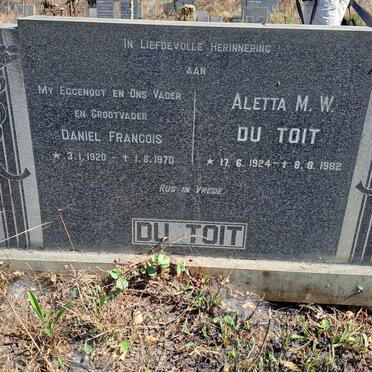 In Liefdevolle Herinnering
aan
My Eggenoot en Ons Vader
en Grootvader
Daniel Francois
* 3.1.1920 - † 1.8.1970
Aletta M.W.
du Toit
* 17.6.1924 - † 8.8.1982
Rus in Vrede.
DU TOIT